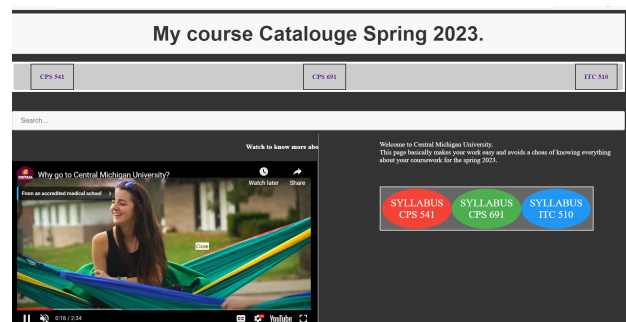 My course Catalouge Spring 2023.
CPS 541
CPS 691
ITC 510
Search...
Watch to know more abo
Welcome to Central Michigan University.
This page basically makes your work easy and avoids a choas of knowing everything
about your coursework for the spring 2023.
Why go to Central Michigan University?
Watch later
Share
From an accredited medical school...
Close
SYLLABUS
CPS 541
SYLLABUS
CPS 691
SYLLABUS
ITC 510
0:18 / 2:34
CC
YouTube